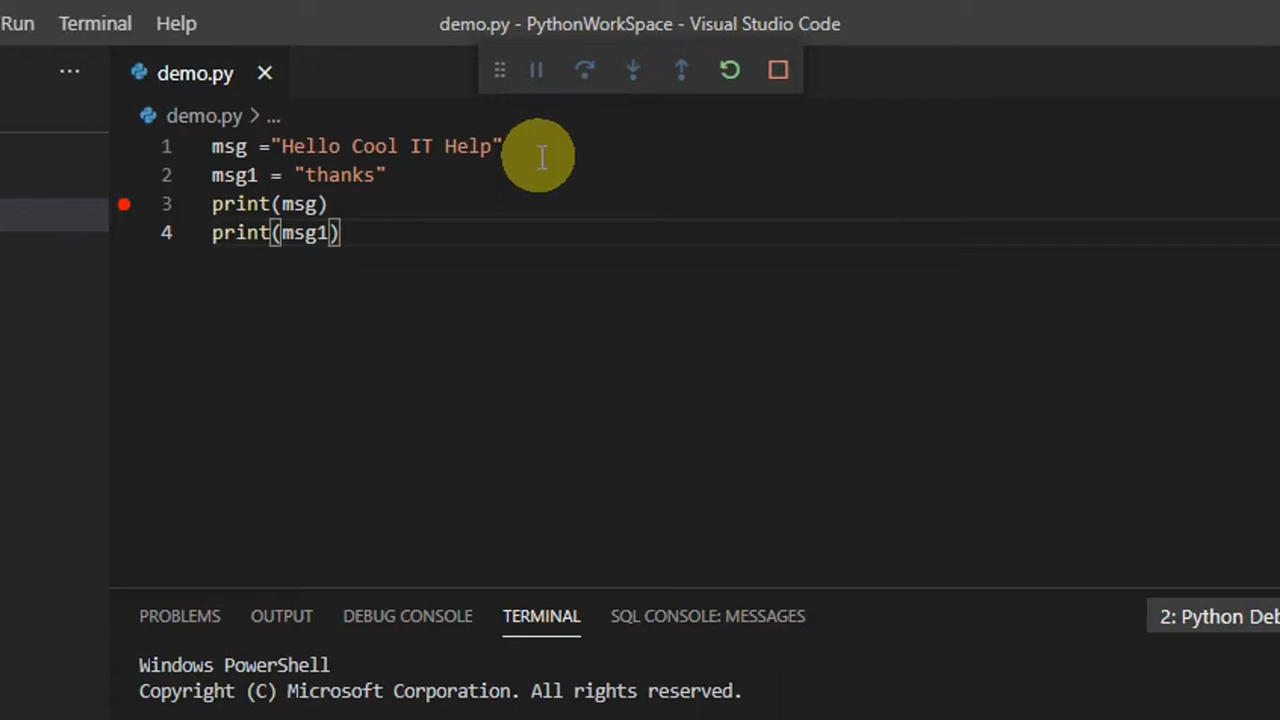 Run Terminal Help demo.py - PythonWorkSpace - Visual Studio Code
... demo.py
demo.py > ...
1 msg ="Hello Cool IT Help"
2 msg1 = "thanks"
3 print(msg)
4 print(msg1)
PROBLEMS OUTPUT DEBUG CONSOLE TERMINAL SQL CONSOLE: MESSAGES 2: Python Deb
Windows PowerShell
Copyright (C) Microsoft Corporation. All rights reserved.